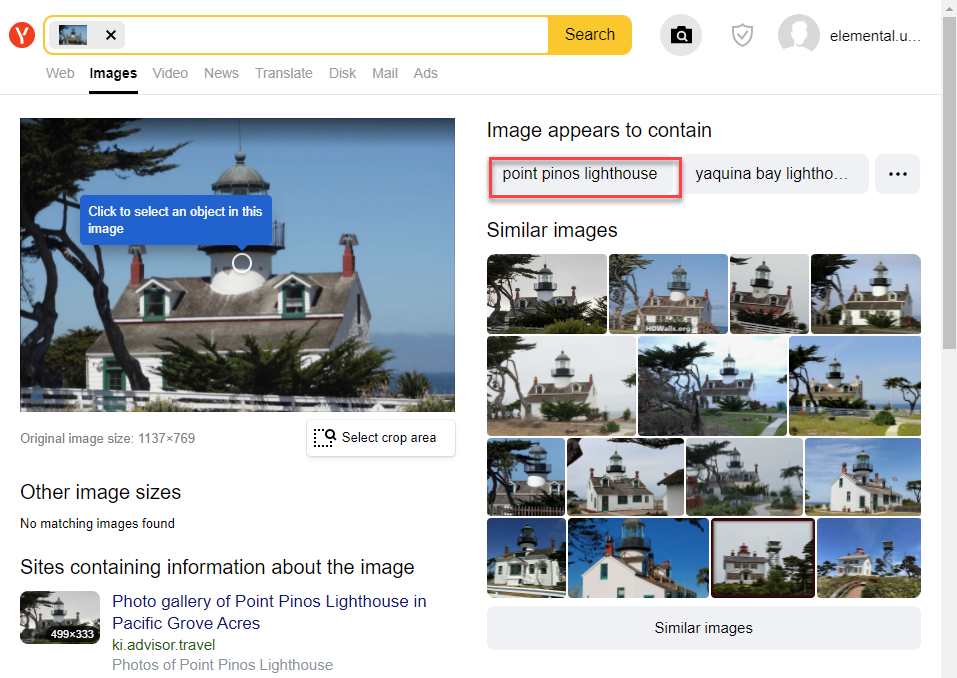 Y
Search
elemental.u...
Web Images Video News Translate Disk Mail Ads
Image appears to contain
point pinos lighthouse
yaquina bay lightho...
Click to select an object in this
image
Similar images
HDWalls.org
Original image size: 1137×769
Select crop area
Other image sizes
No matching images found
Sites containing information about the image
499×333
Photo gallery of Point Pinos Lighthouse in
Pacific Grove Acres
ki.advisor.travel
Photos of Point Pinos Lighthouse
Similar images